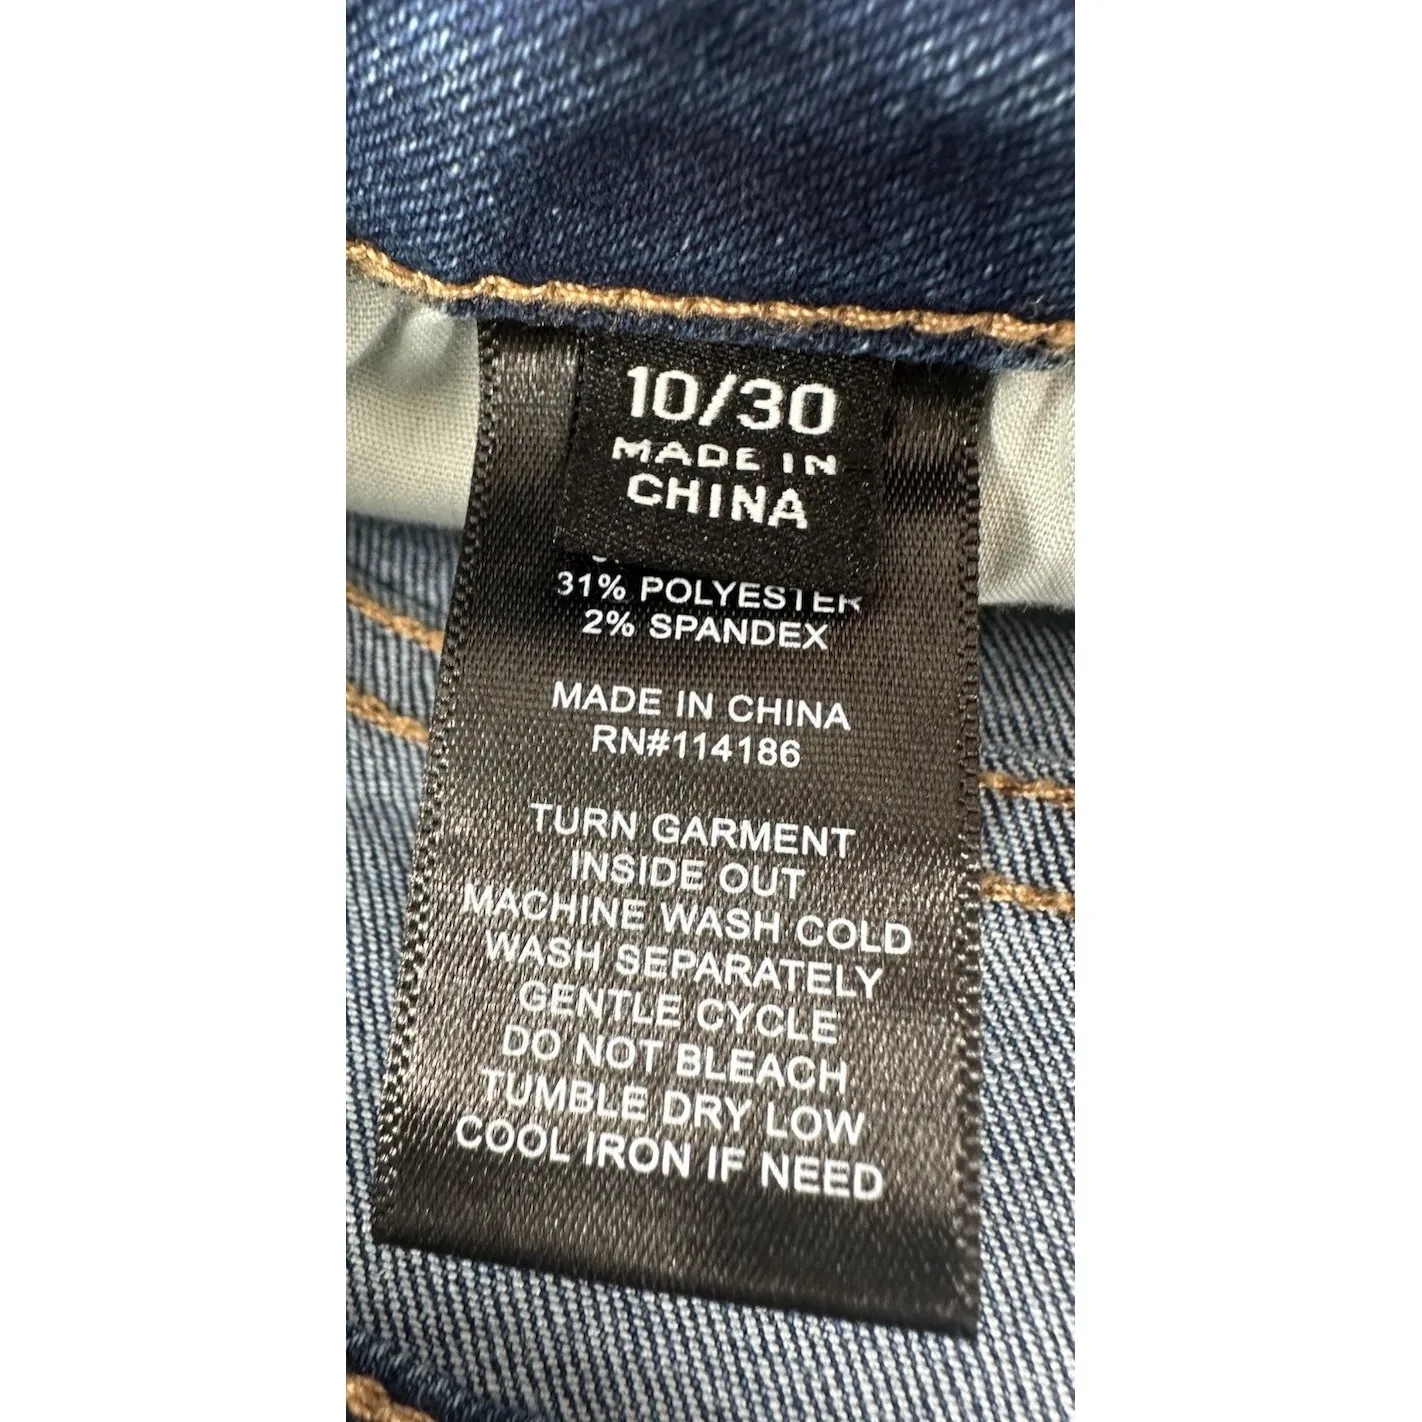 10/30
MADE IN
CHINA
31% POLYESTER
2% SPANDEX
MADE IN CHINA
RN#114186
TURN GARMENT
INSIDE OUT
MACHINE WASH COLD
WASH SEPARATELY
GENTLE CYCLE
DO NOT BLEACH
TUMBLE DRY LOW
COOL IRON IF NEED